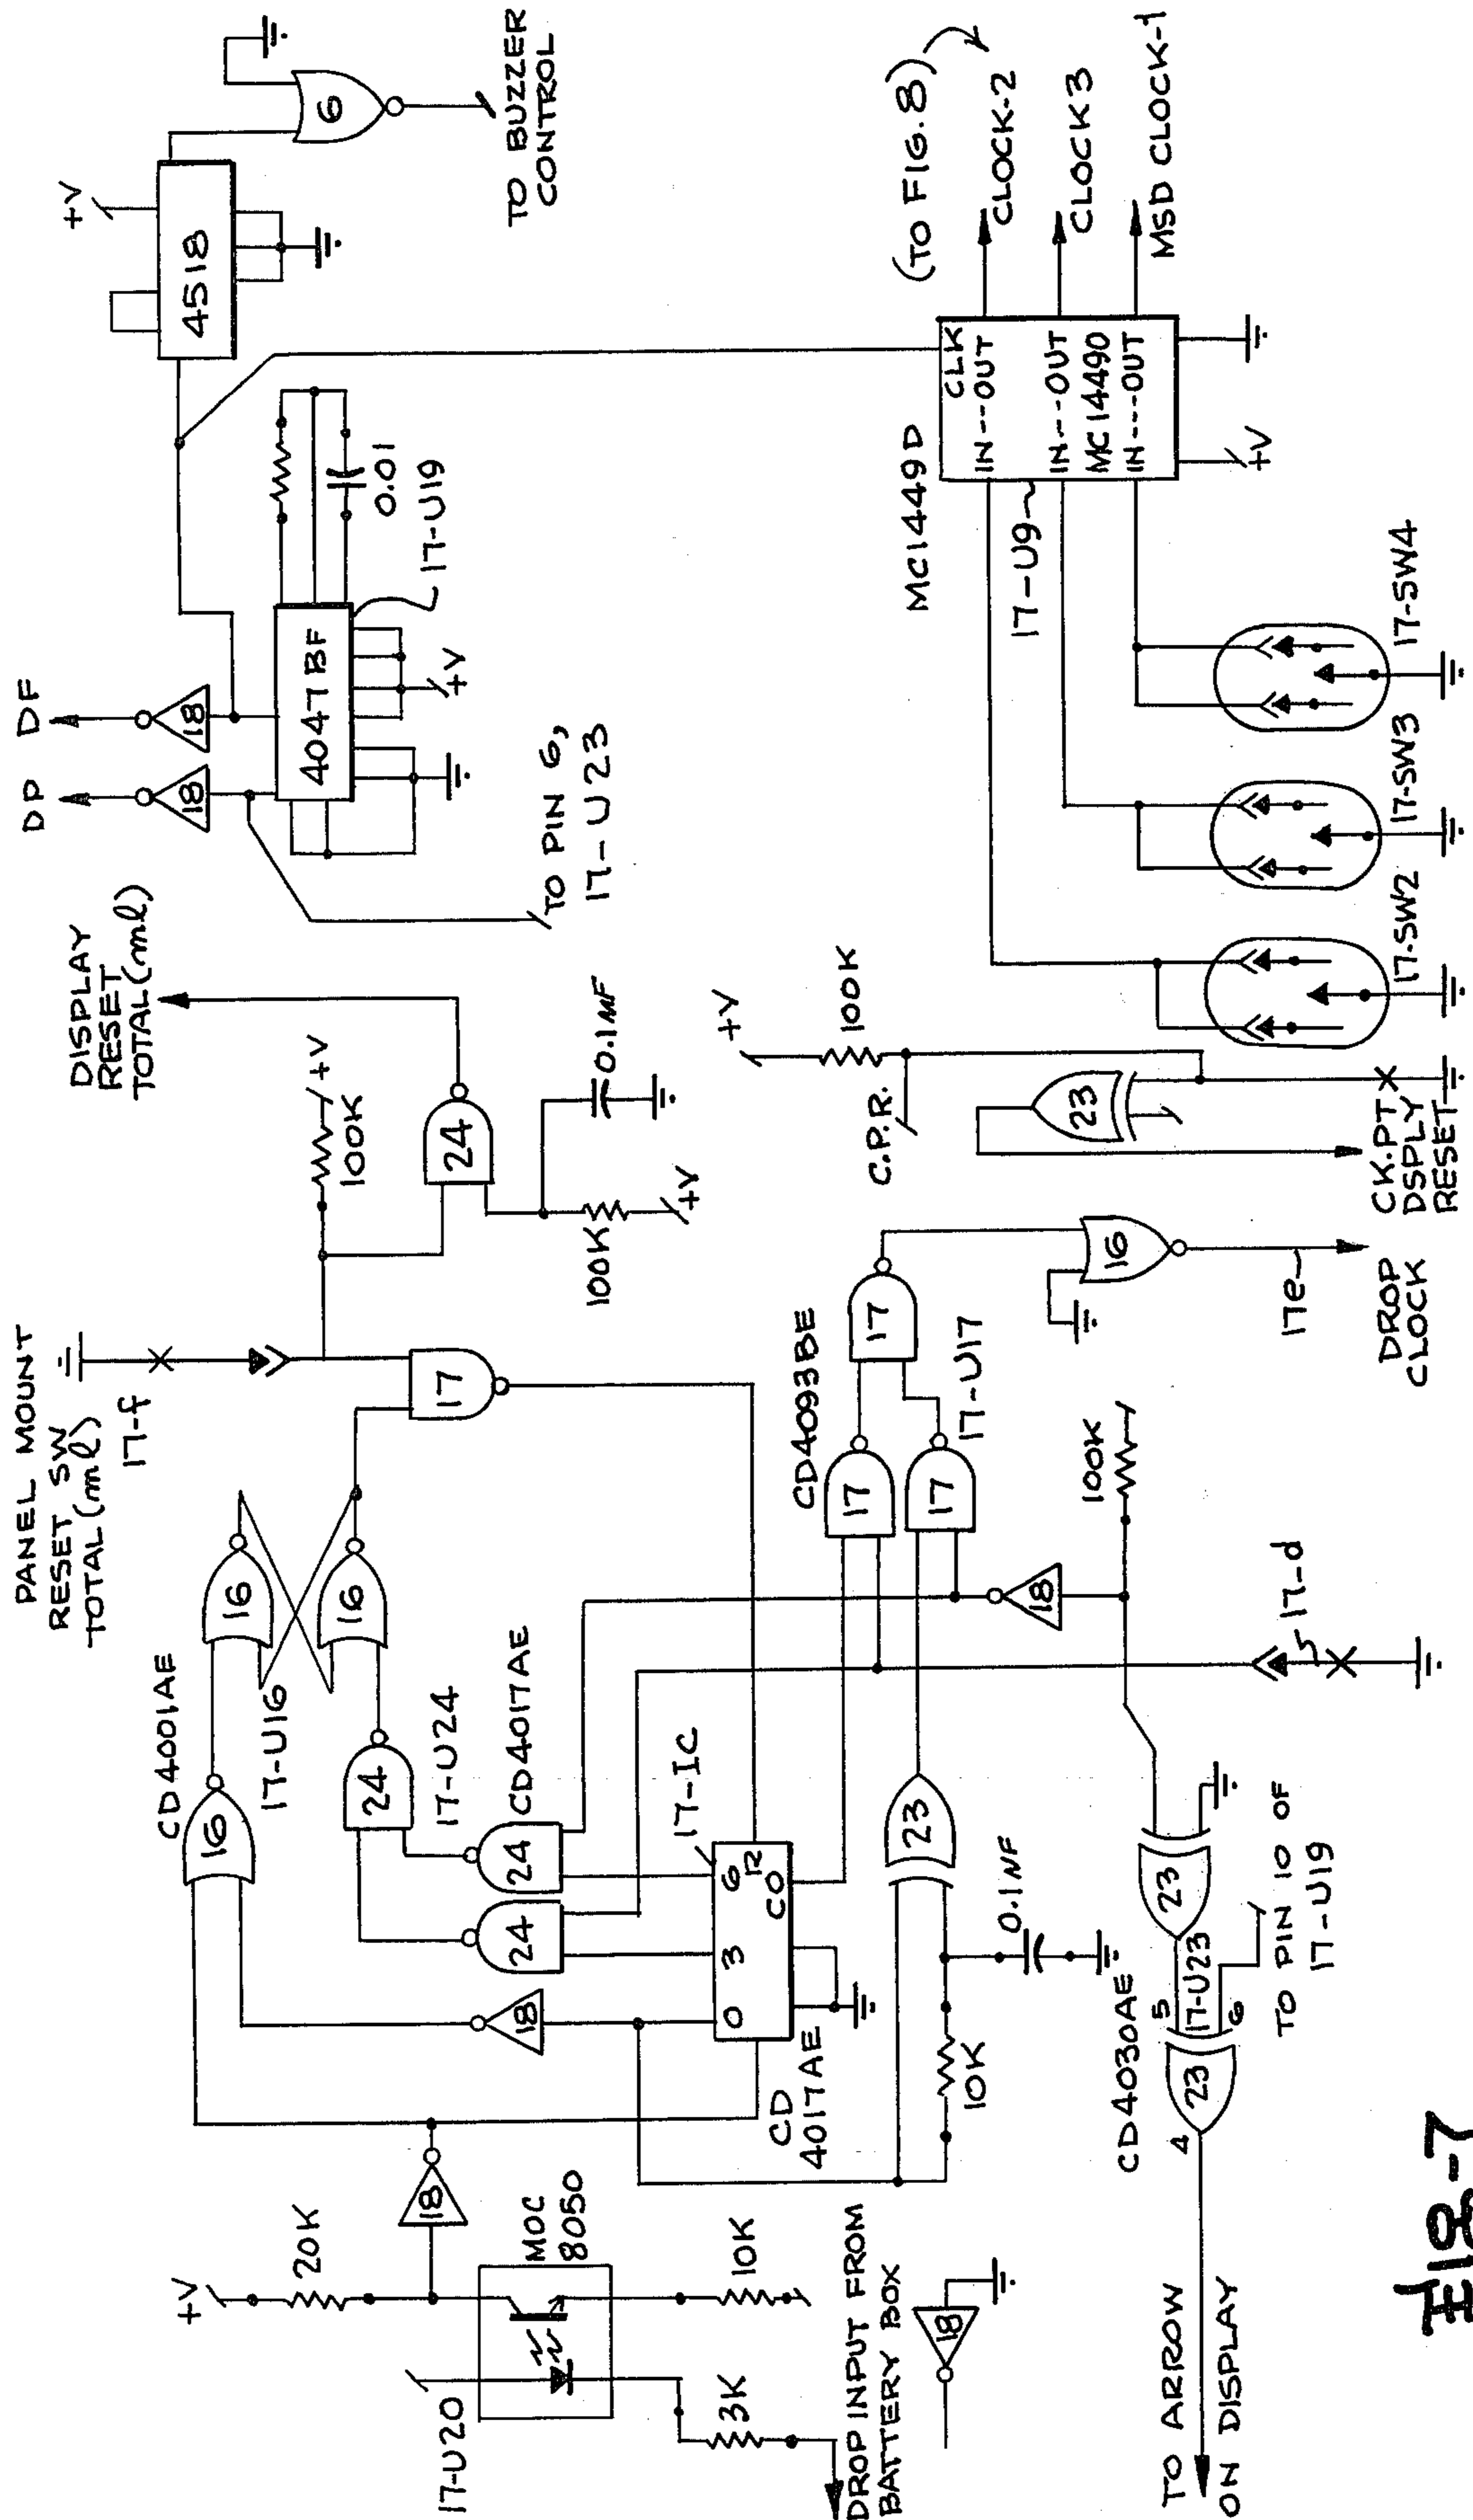 +V
20K
17-U20
MOC
8050
3K
10K
DROP INPUT FROM
BATTERY BOX
18
18
18
CD4001AE
16
16
16
17-U16
24
24
24
17-U24
CD4017AE
17-IC
0 3 6
R
CO
CD
4017AE
PANEL MOUNT
RESET SW
TOTAL (ml)
17-f
17
100K
+V
24
DISPLAY
RESET
TOTAL (ml)
100K
+V
0.1MF
23
10K
0.1MF
CD4093BE
17
17
17
17-U17
16
17e
DROP
CLOCK
18
100K
17-d
CD4030AE
23
23
17-U23
5
6
4
TO PIN 10 OF
17-U19
TO ARROW
ON DISPLAY
C.P.R.
+V
100K
23
CK.PT.
DSPLY
RESET
DP
DF
18
18
4047BF
+V
0.01
17-U19
TO PIN 6,
17-U23
4518
+V
6
TO BUZZER
CONTROL
MC1449D
17-U9
CLK
IN--OUT
IN--OUT
MC14490
IN---OUT
+V
(TO FIG. 8)
CLOCK-2
CLOCK 3
MSD CLOCK-1
17-SW2
17-SW3
17-SW4
FIG-7